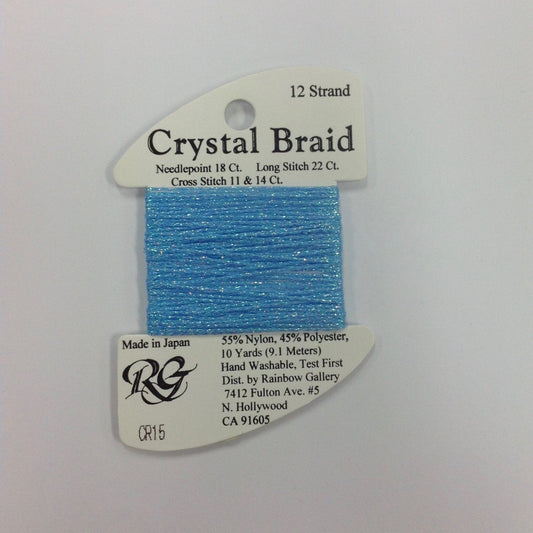 12 Strand
Crystal Braid
Needlepoint 18 Ct. Long Stitch 22 Ct.
Cross Stitch 11 & 14 Ct.
Made in Japan
RG
CR15
55% Nylon, 45% Polyester,
10 Yards (9.1 Meters)
Hand Washable, Test First
Dist. by Rainbow Gallery
7412 Fulton Ave. #5
N. Hollywood
CA 91605